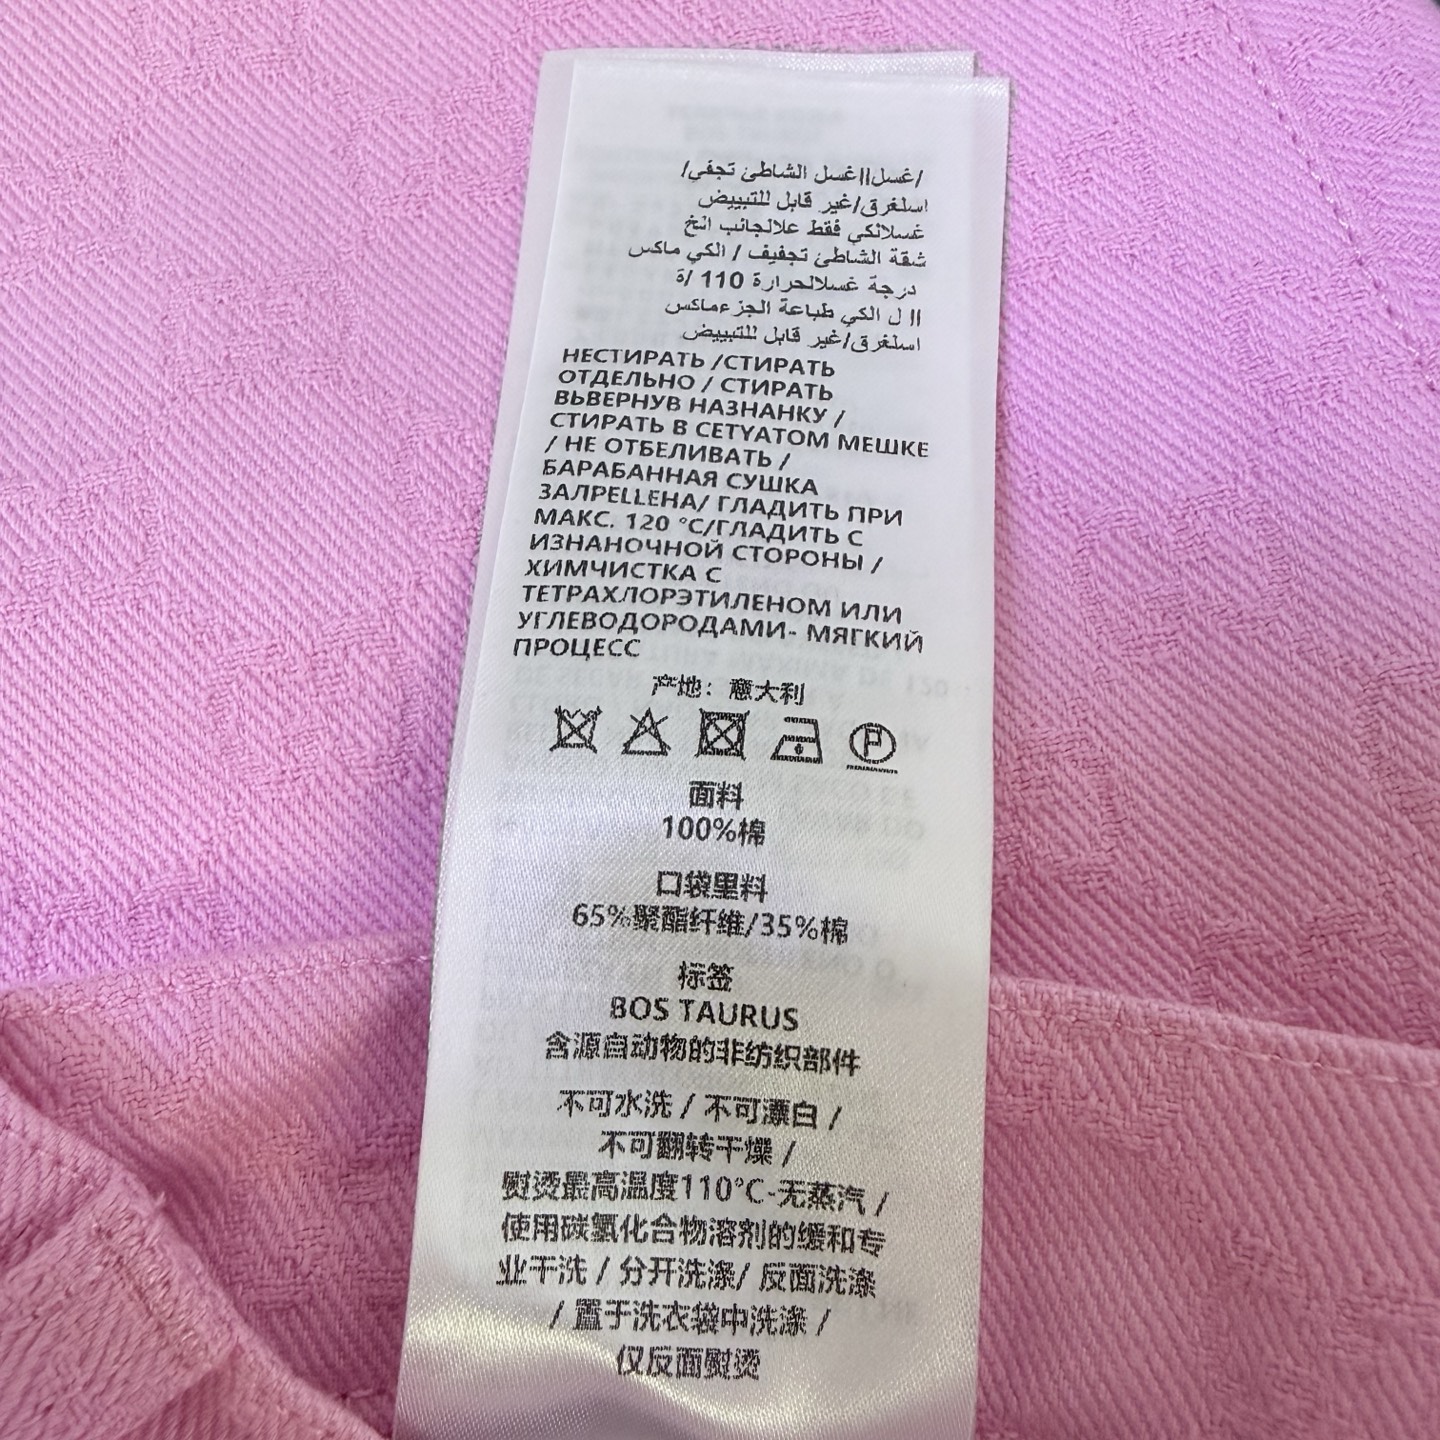 /غسل||غسل الشاطئ تجفي/
اسلغرق/غير قابل للتبييض
غسلالكي فقط علالجانب انخ
شقة الشاطئ تجفيف / الكي ماكس
درجة غسلالحرارة 110 /ة
|| ل الكي طباعة الجزءماكس
اسلغرق/غير قابل للتبييض
НЕСТИРАТЬ /СТИРАТЬ
ОТДЕЛЬНО / СТИРАТЬ
ВЬВЕРНУВ НАЗНАНКУ /
СТИРАТЬ В СЕТYАТОМ МЕШКЕ
/ НЕ ОТБЕЛИВАТЬ /
БАРАБАННАЯ СУШКА
ЗАЛРЕLLЕНА/ ГЛАДИТЬ ПРИ
МАКС. 120 °С/ГЛАДИТЬ С
ИЗНАНОЧНОЙ СТОРОНЫ /
ХИМЧИСТКА С
ТЕТРАХЛОРЭТИЛЕНОМ ИЛИ
УГЛЕВОДОРОДАМИ- МЯГКИЙ
ПРОЦЕСС
产地：意大利
P
面料
100%棉
口袋里料
65%聚酯纤维/35%棉
标签
BOS TAURUS
含源自动物的非纺织部件
不可水洗 / 不可漂白 /
不可翻转干燥 /
熨烫最高温度110°C-无蒸汽 /
使用碳氢化合物溶剂的缓和专
业干洗 / 分开洗涤/ 反面洗涤
/ 置于洗衣袋中洗涤 /
仅反面熨烫